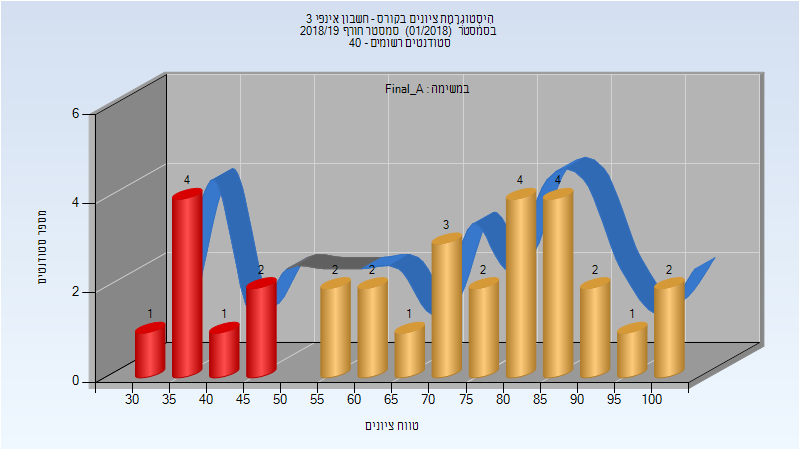 היסטוגרמת ציונים בקורס - חשבון אינפי 3
בסמסטר (01/2018) סמסטר חורף 2018/19
סטודנטים רשומים - 40
במשימה : Final_A
מספר סטודנטים
6
4
2
0
1
4
1
2
2
2
1
3
2
4
4
2
1
2
30 35 40 45 50 55 60 65 70 75 80 85 90 95 100
טווח ציונים